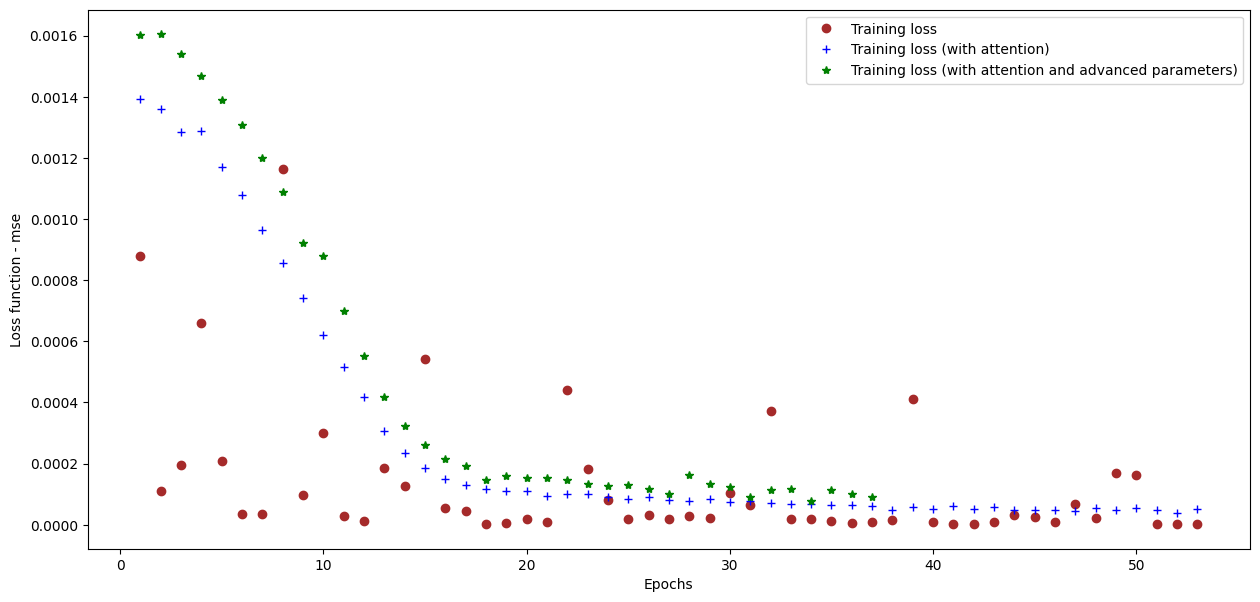 0.0016
0.0014
0.0012
0.0010
0.0008
0.0006
0.0004
0.0002
0.0000
Loss function - mse
Training loss
Training loss (with attention)
Training loss (with attention and advanced parameters)
0 10 20 30 40 50
Epochs